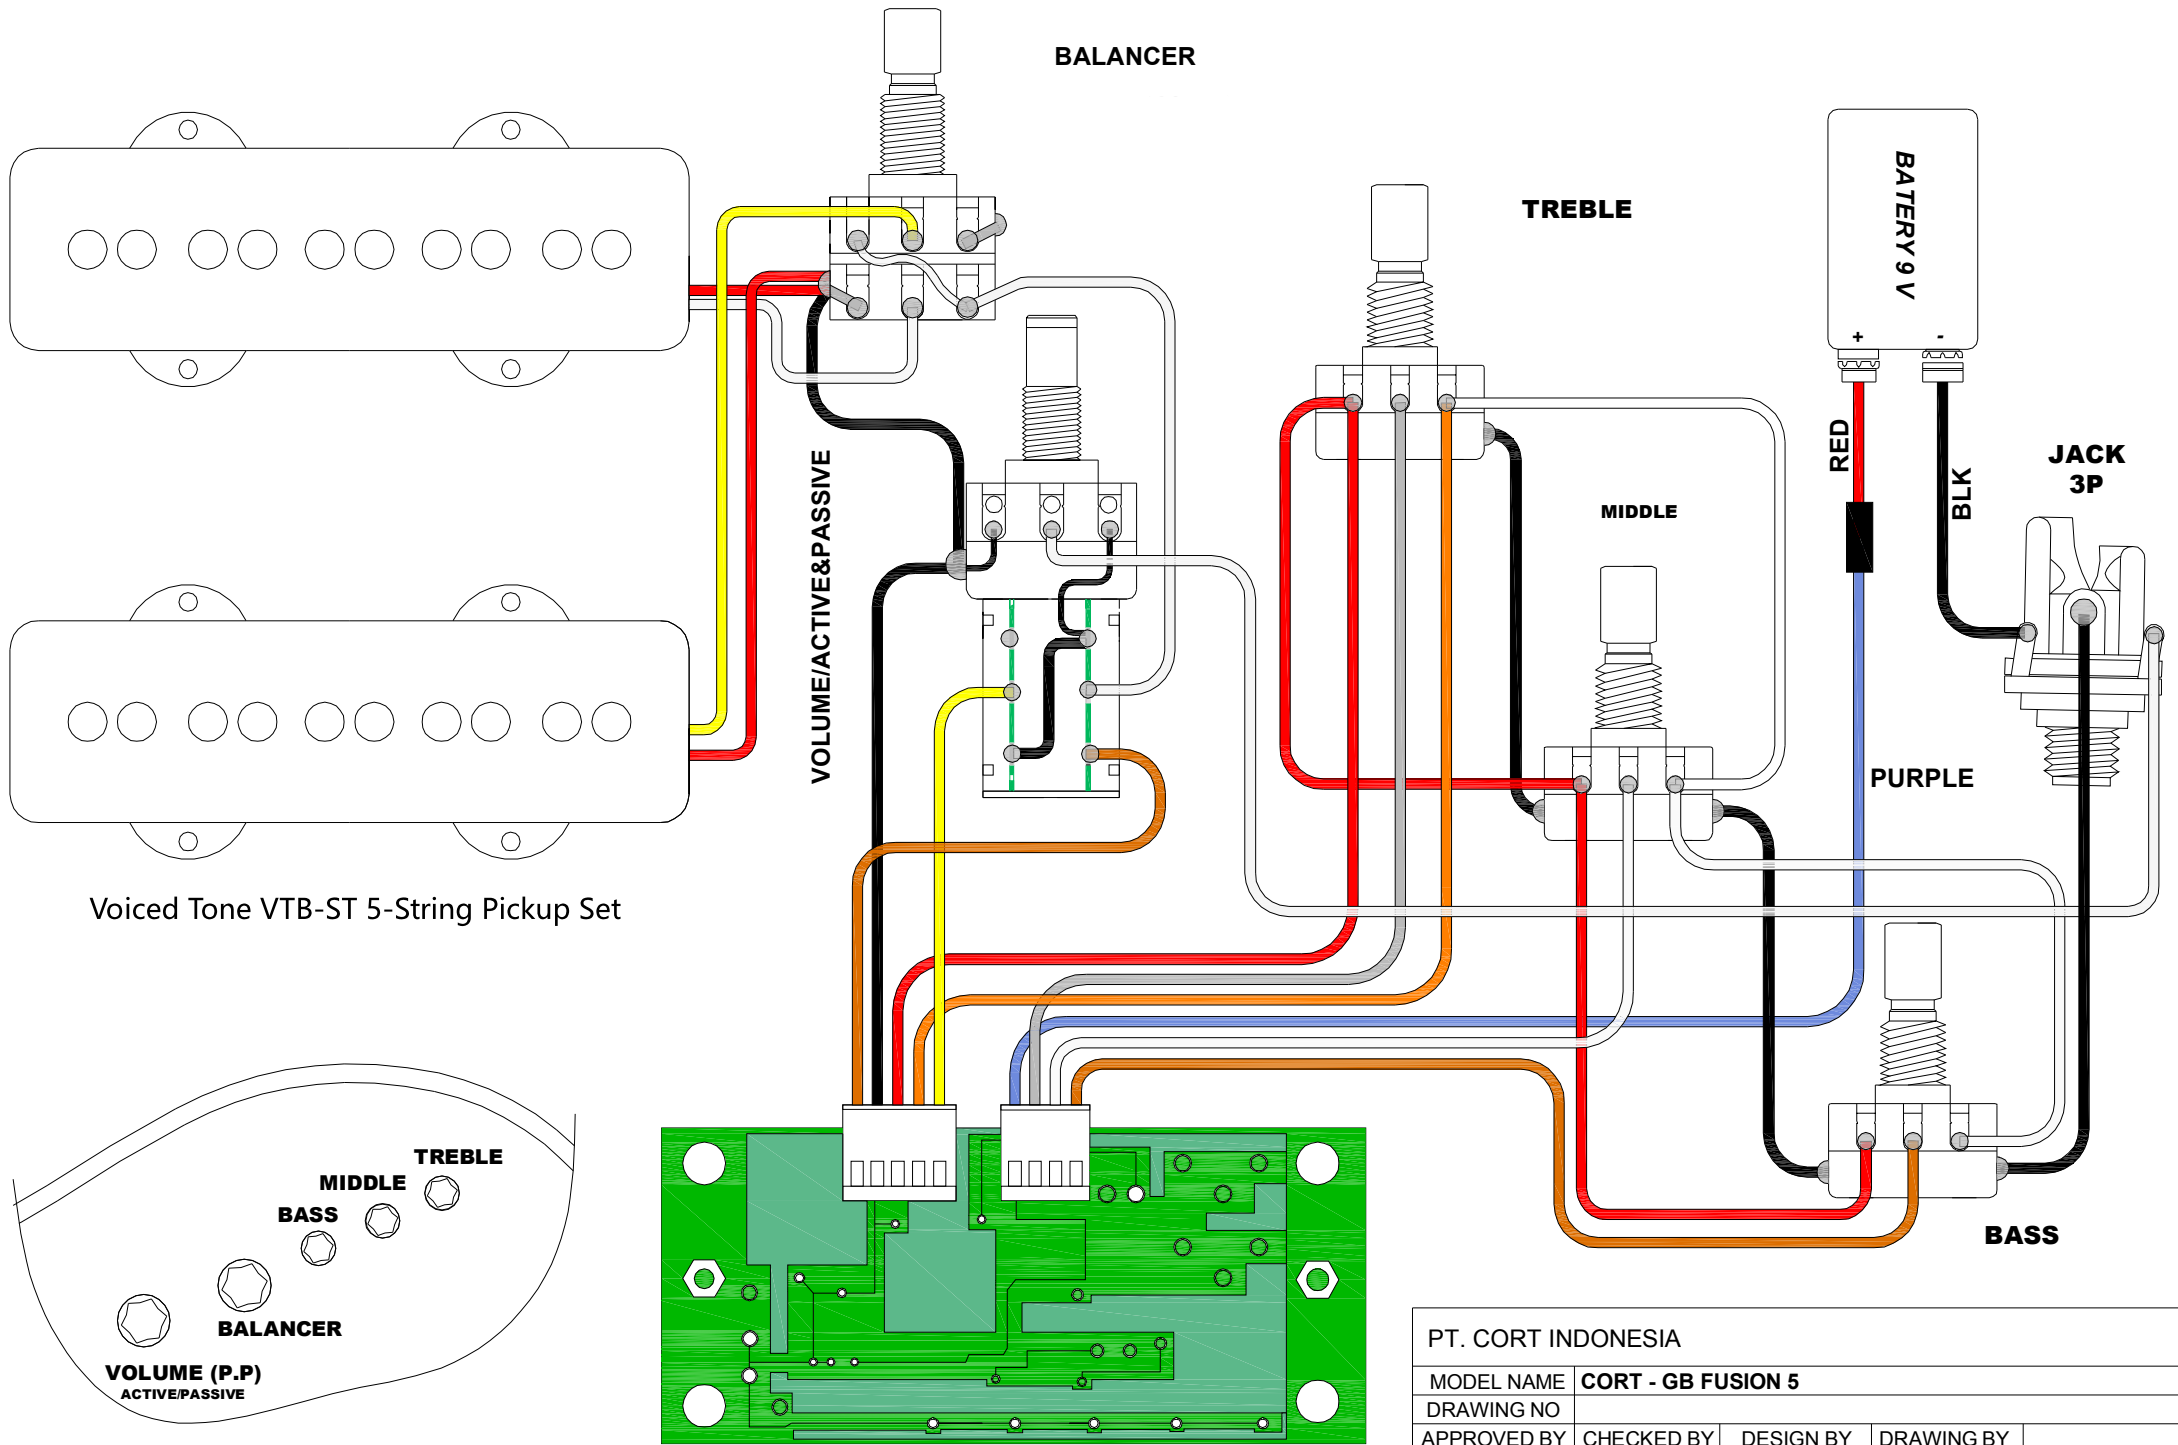 BALANCER
TREBLE
BATERY 9 V
+ -
RED
BLK
JACK
3P
MIDDLE
VOLUME/ACTIVE&PASSIVE
PURPLE
Voiced Tone VTB-ST 5-String Pickup Set
BASS
TREBLE
MIDDLE
BASS
BALANCER
VOLUME (P.P)
ACTIVE/PASSIVE
PT. CORT INDONESIA
MODEL NAME CORT - GB FUSION 5
DRAWING NO
APPROVED BY CHECKED BY DESIGN BY DRAWING BY